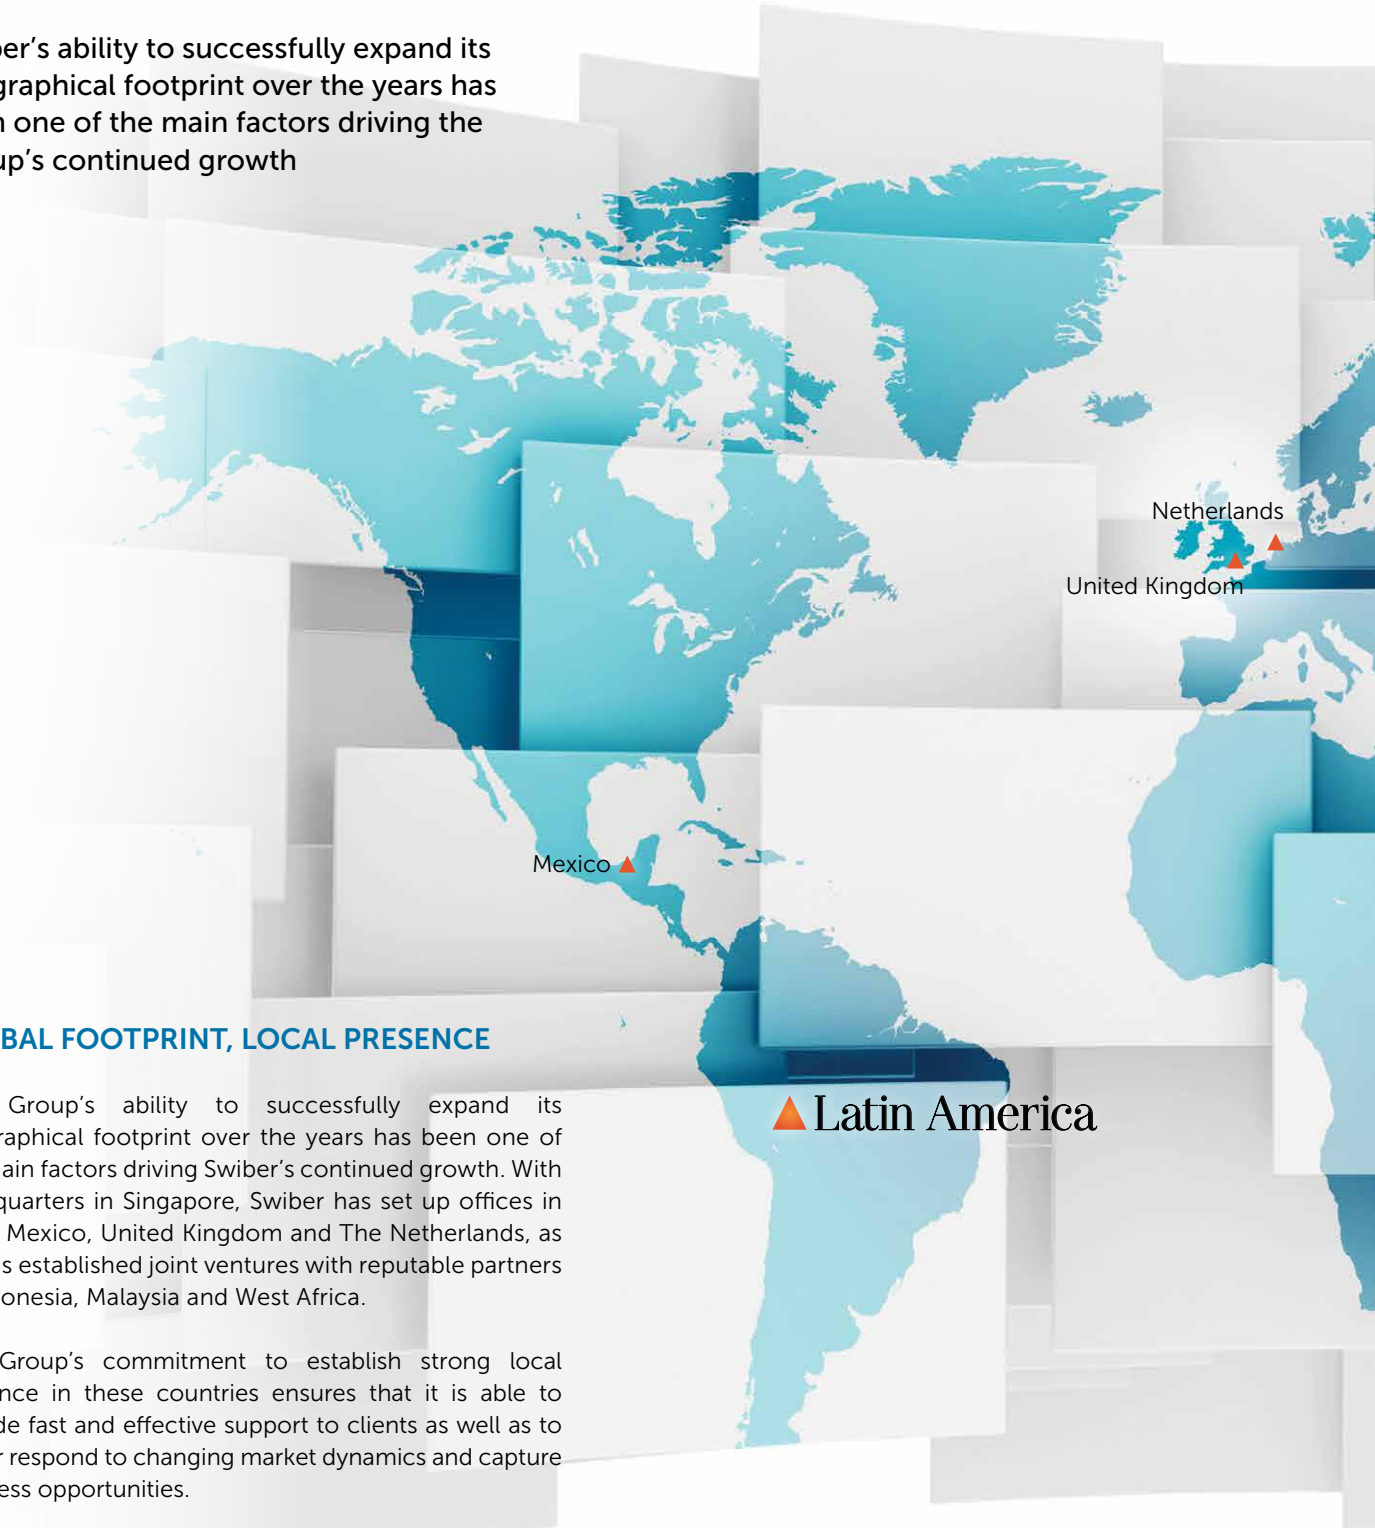 er's ability to successfully expand its
graphical footprint over the years has
n one of the main factors driving the
up's continued growth
Netherlands
United Kingdom
Mexico
BAL FOOTPRINT, LOCAL PRESENCE
Latin America
Group's ability to successfully expand its
raphical footprint over the years has been one of
ain factors driving Swiber's continued growth. With
quarters in Singapore, Swiber has set up offices in
Mexico, United Kingdom and The Netherlands, as
s established joint ventures with reputable partners
onesia, Malaysia and West Africa.
Group's commitment to establish strong local
nce in these countries ensures that it is able to
de fast and effective support to clients as well as to
r respond to changing market dynamics and capture
ess opportunities.